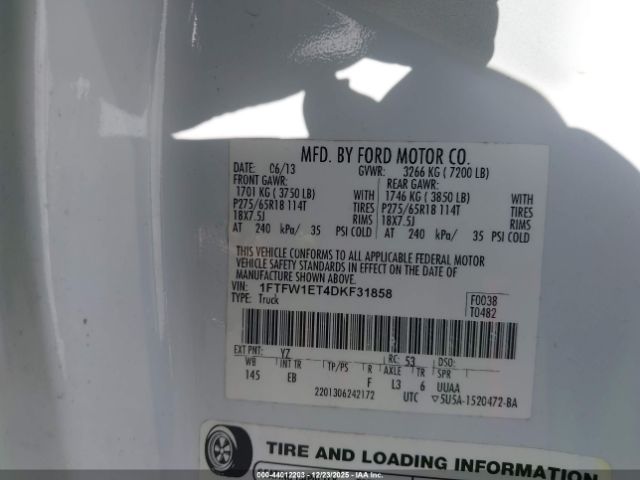 MFD. BY FORD MOTOR CO.
DATE: 06/13 GVWR: 3266 KG ( 7200 LB)
FRONT GAWR: REAR GAWR:
1701 KG ( 3750 LB) WITH 1746 KG ( 3850 LB) WITH
P275/65R18 114T TIRES P275/65R18 114T TIRES
18X7.5J RIMS 18X7.5J RIMS
AT 240 kPa/ 35 PSI COLD AT 240 kPa/ 35 PSI COLD
THIS VEHICLE CONFORMS TO ALL APPLICABLE FEDERAL MOTOR
VEHICLE SAFETY STANDARDS IN EFFECT ON THE DATE OF
MANUFACTURE SHOWN ABOVE.
VIN: 1FTFW1ET4DKF31858
TYPE: Truck
F0038
T0482
EXT PNT: YZ RC: 53 DSO:
WB INT TR TP/PS R AXLE TR SPR
145 EB F L3 6 UUAA
2201306242172 UTC ▽5U5A-1520472-BA
TIRE AND LOADING INFORMATION
000-44012203 - 12/23/2025 - IAAI.COM